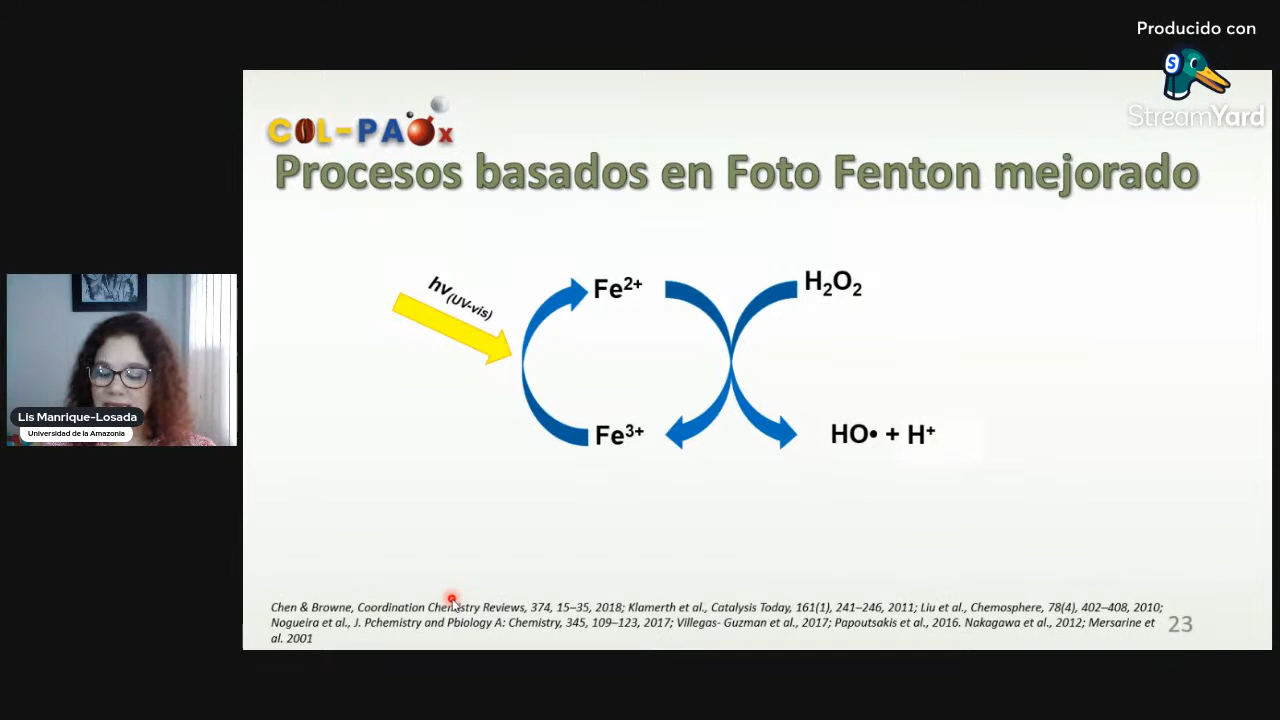 Producido con
S
StreamYard
COL-PAOx
Procesos basados en Foto Fenton mejorado
hv(UV-vis)
Fe²⁺
H₂O₂
Fe³⁺
HO• + H⁺
Lis Manrique-Losada
Universidad de la Amazonia
Chen & Browne, Coordination Chemistry Reviews, 374, 15–35, 2018; Klamerth et al., Catalysis Today, 161(1), 241–246, 2011; Liu et al., Chemosphere, 78(4), 402–408, 2010;
Nogueira et al., J. Pchemistry and Pbiology A: Chemistry, 345, 109–123, 2017; Villegas- Guzman et al., 2017; Papoutsakis et al., 2016. Nakagawa et al., 2012; Mersarine et
al. 2001
23